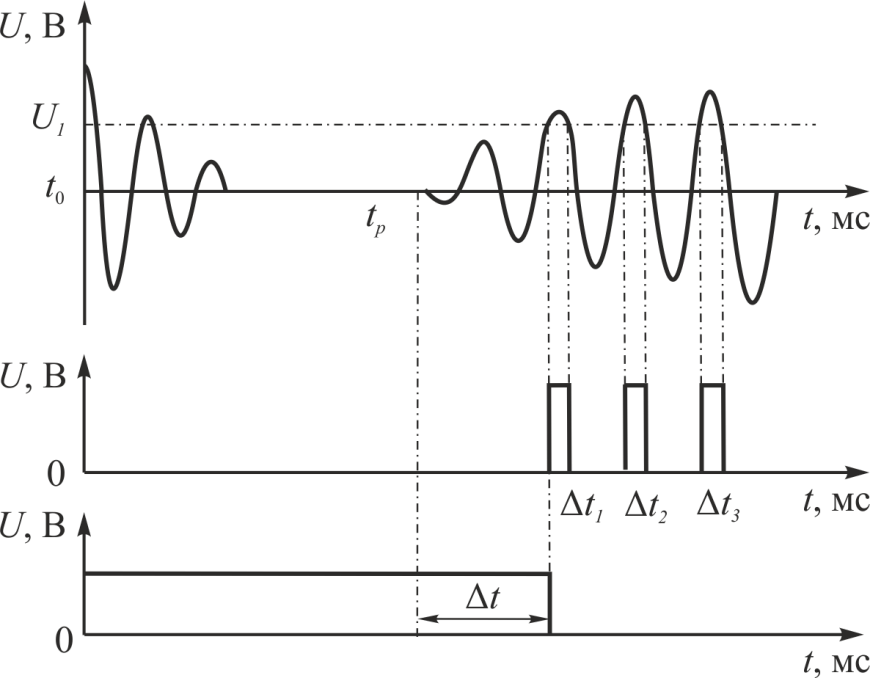 U, В
U₁
t₀
tₚ
t, мс
U, В
0
Δt₁ Δt₂ Δt₃ t, мс
U, В
Δt
0
t, мс